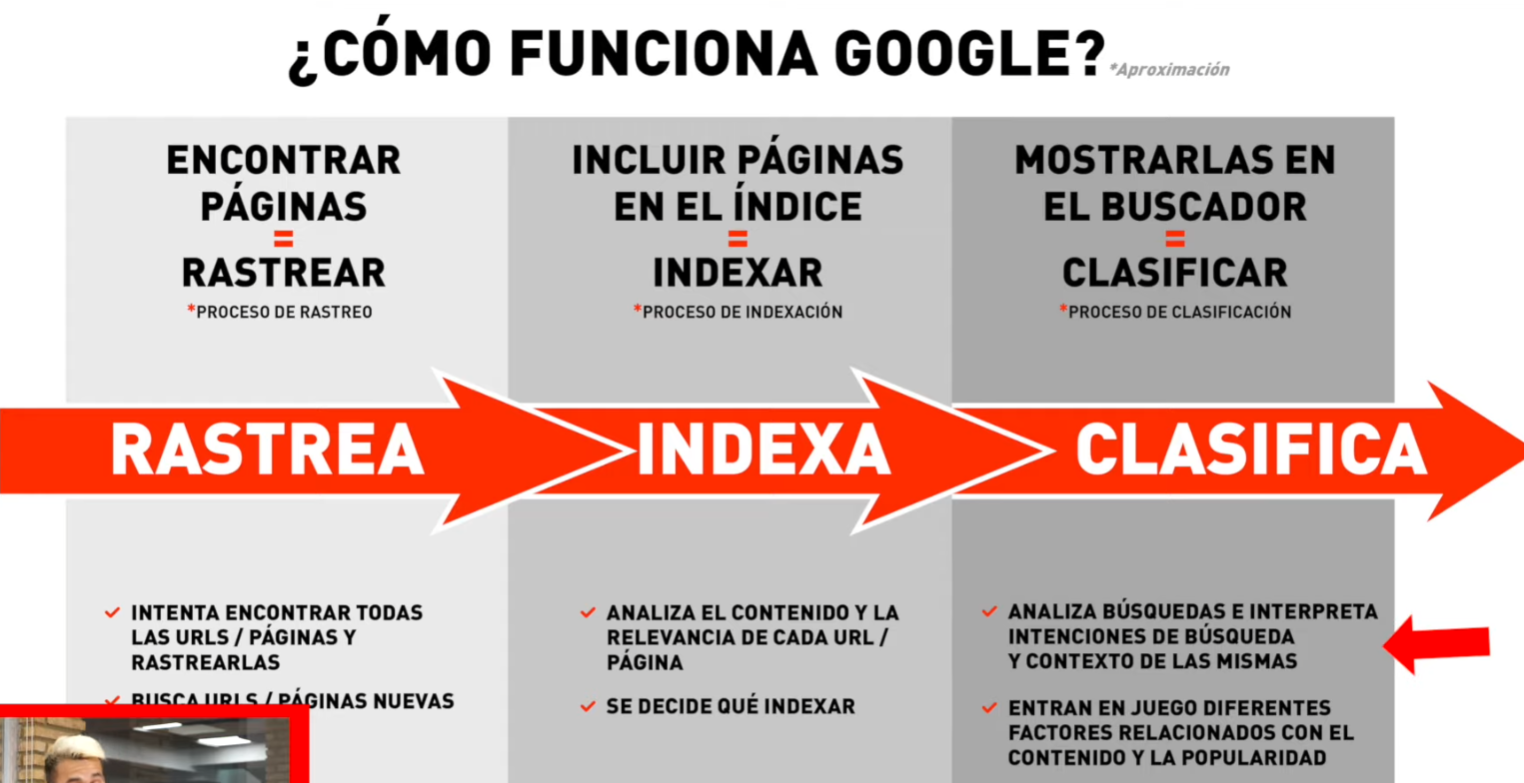 ¿CÓMO FUNCIONA GOOGLE?
*Aproximación
ENCONTRAR
PÁGINAS
=
RASTREAR
*PROCESO DE RASTREO
INCLUIR PÁGINAS
EN EL ÍNDICE
=
INDEXAR
*PROCESO DE INDEXACIÓN
MOSTRARLAS EN
EL BUSCADOR
=
CLASIFICAR
*PROCESO DE CLASIFICACIÓN
RASTREA
INDEXA
CLASIFICA
INTENTA ENCONTRAR TODAS
LAS URLS / PÁGINAS Y
RASTREARLAS
BUSCA URLS / PÁGINAS NUEVAS
ANALIZA EL CONTENIDO Y LA
RELEVANCIA DE CADA URL /
PÁGINA
SE DECIDE QUÉ INDEXAR
ANALIZA BÚSQUEDAS E INTERPRETA
INTENCIONES DE BÚSQUEDA
Y CONTEXTO DE LAS MISMAS
ENTRAN EN JUEGO DIFERENTES
FACTORES RELACIONADOS CON EL
CONTENIDO Y LA POPULARIDAD